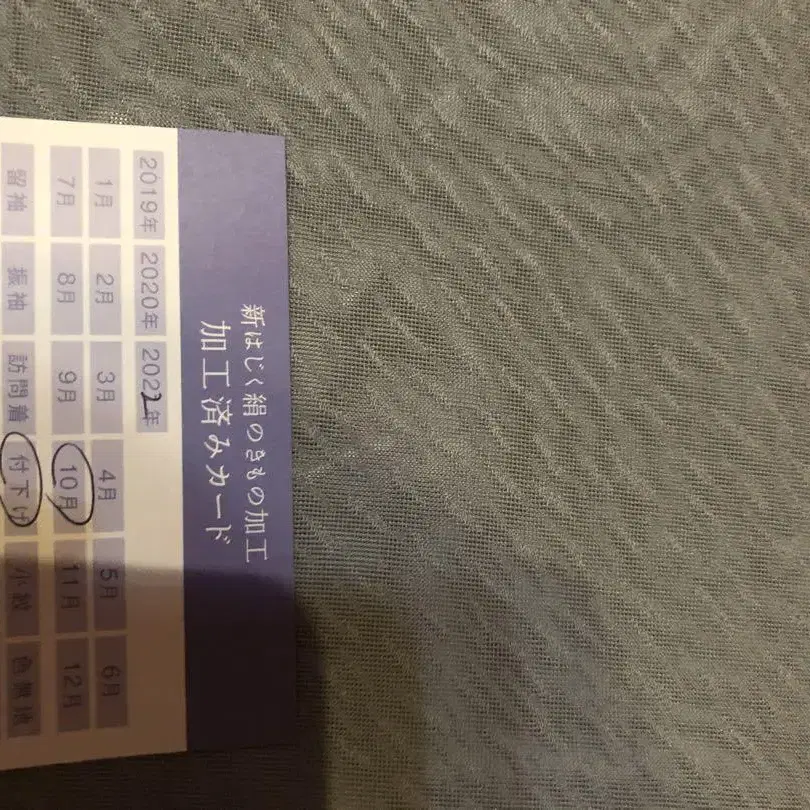 新はじく絹のきもの加工
加工済みカード
2019年 2020年 2022年
1月 2月 3月 4月 5月 6月
7月 8月 9月 10月 11月 12月
留袖 振袖 訪問着 付下げ 小紋 色無地